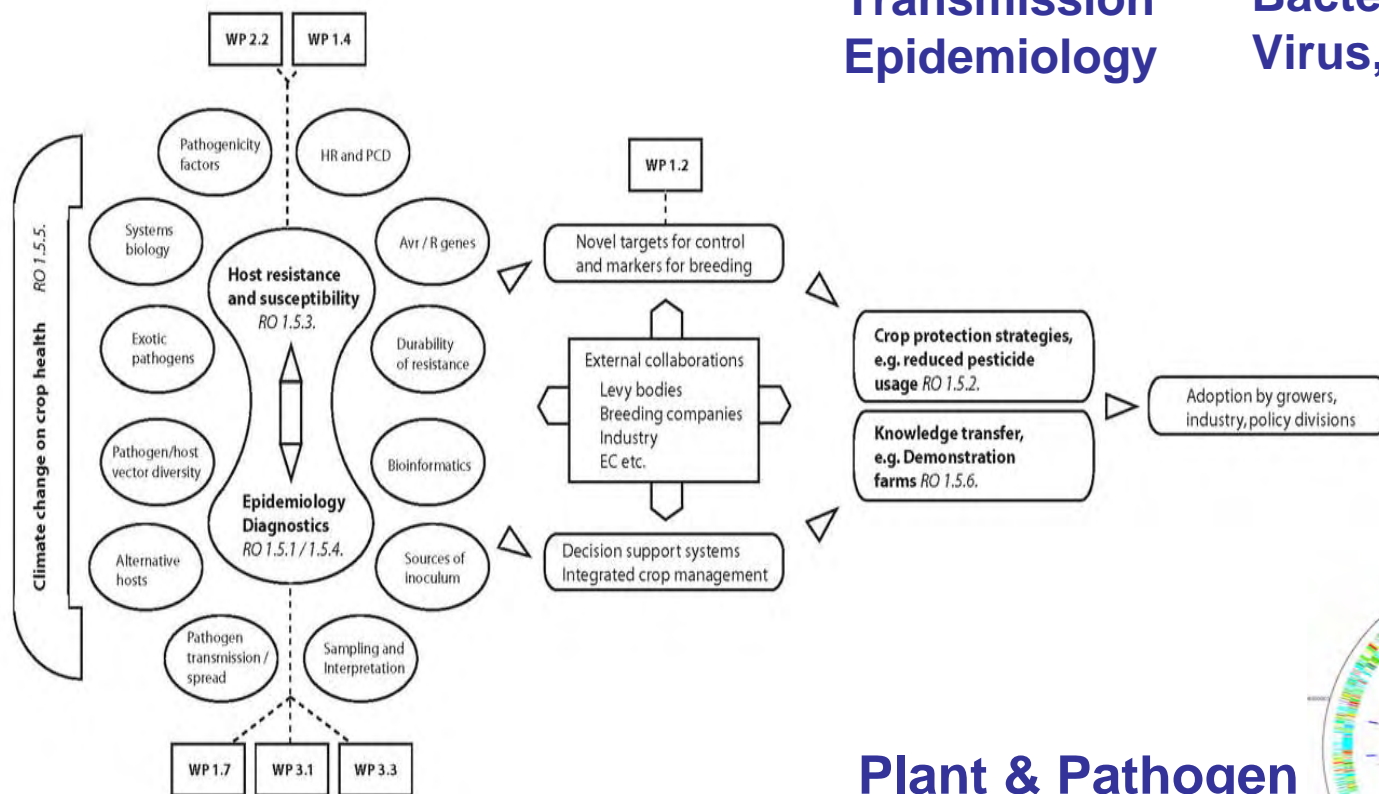 Transmission
Epidemiology
Virus,
WP 2.2
WP 1.4
Pathogenicity
factors
HR and PCD
WP 1.2
Systems
biology
Avr / R genes
Novel targets for control
and markers for breeding
Host resistance
and susceptibility
RO 1.5.3.
Climate change on crop health RO 1.5.5.
Exotic
pathogens
Durability
of resistance
External collaborations
Levy bodies
Breeding companies
Industry
EC etc.
Crop protection strategies,
e.g. reduced pesticide
usage RO 1.5.2.
Knowledge transfer,
e.g. Demonstration
farms RO 1.5.6.
Adoption by growers,
industry, policy divisions
Pathogen/host
vector diversity
Bioinformatics
Epidemiology
Diagnostics
RO 1.5.1 / 1.5.4.
Alternative
hosts
Sources of
inoculum
Decision support systems
Integrated crop management
Pathogen
transmission /
spread
Sampling and
Interpretation
WP 1.7
WP 3.1
WP 3.3
Plant & Pathogen